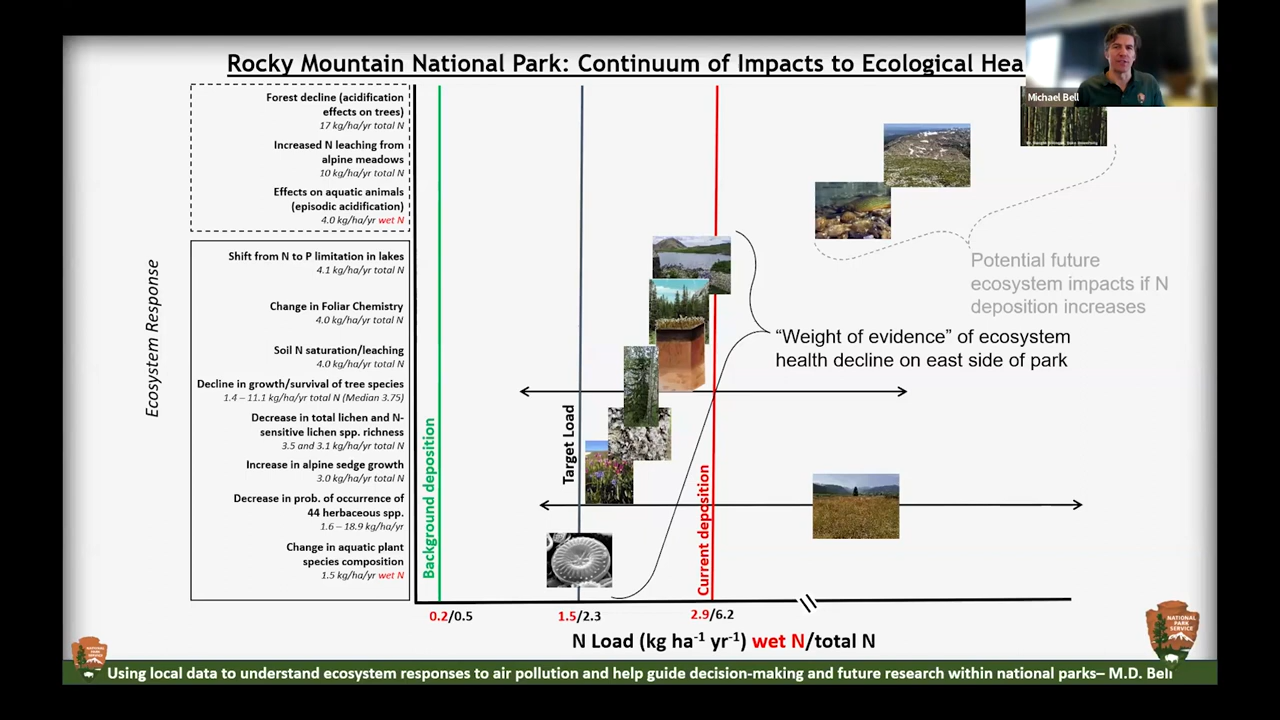 Rocky Mountain National Park: Continuum of Impacts to Ecological Hea
Michael Bell
Forest decline (acidification
effects on trees)
17 kg/ha/yr total N
Increased N leaching from
alpine meadows
10 kg/ha/yr total N
Effects on aquatic animals
(episodic acidification)
4.0 kg/ha/yr wet N
Ecosystem Response
Shift from N to P limitation in lakes
4.1 kg/ha/yr total N
Change in Foliar Chemistry
4.0 kg/ha/yr total N
Soil N saturation/leaching
4.0 kg/ha/yr total N
Decline in growth/survival of tree species
1.4 – 11.1 kg/ha/yr total N (Median 3.75)
Decrease in total lichen and N-
sensitive lichen spp. richness
3.5 and 3.1 kg/ha/yr total N
Increase in alpine sedge growth
3.0 kg/ha/yr total N
Decrease in prob. of occurrence of
44 herbaceous spp.
1.6 – 18.9 kg/ha/yr
Change in aquatic plant
species composition
1.5 kg/ha/yr wet N
Background deposition
Target Load
Current deposition
Potential future
ecosystem impacts if N
deposition increases
“Weight of evidence” of ecosystem
health decline on east side of park
0.2/0.5
1.5/2.3
2.9/6.2
N Load (kg ha-1 yr-1) wet N/total N
NATIONAL
PARK
SERVICE
Using local data to understand ecosystem responses to air pollution and help guide decision-making and future research within national parks– M.D. Bell